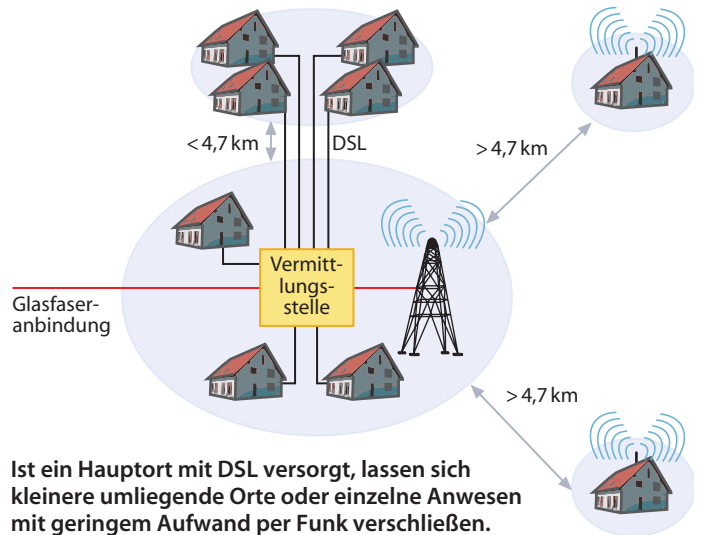 < 4,7 km
DSL
> 4,7 km
Vermitt-
lungs-
stelle
Glasfaser-
anbindung
> 4,7 km
Ist ein Hauptort mit DSL versorgt, lassen sich
kleinere umliegende Orte oder einzelne Anwesen
mit geringem Aufwand per Funk verschließen.